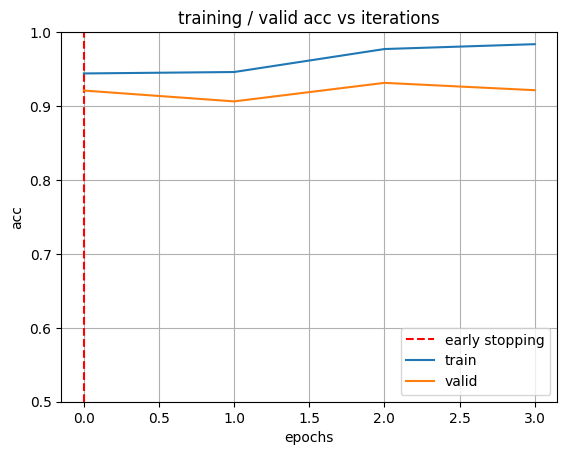 training / valid acc vs iterations
1.0
0.9
0.8
0.7
0.6
0.5
acc
early stopping
train
valid
0.0 0.5 1.0 1.5 2.0 2.5 3.0
epochs